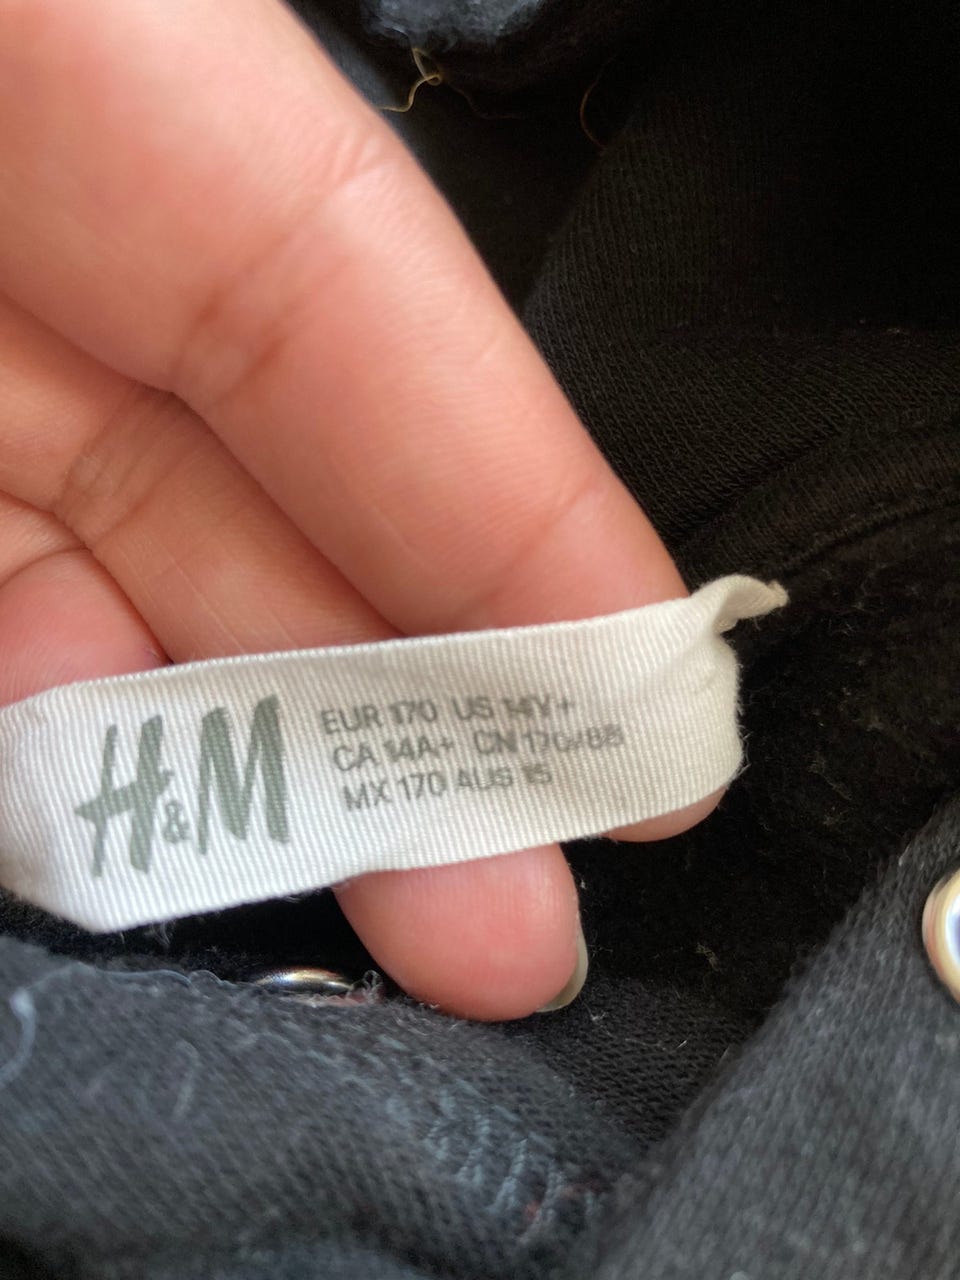 H&M
EUR 170 US 14Y+
CA 14A+ CN 170/88
MX 170 AUS 15